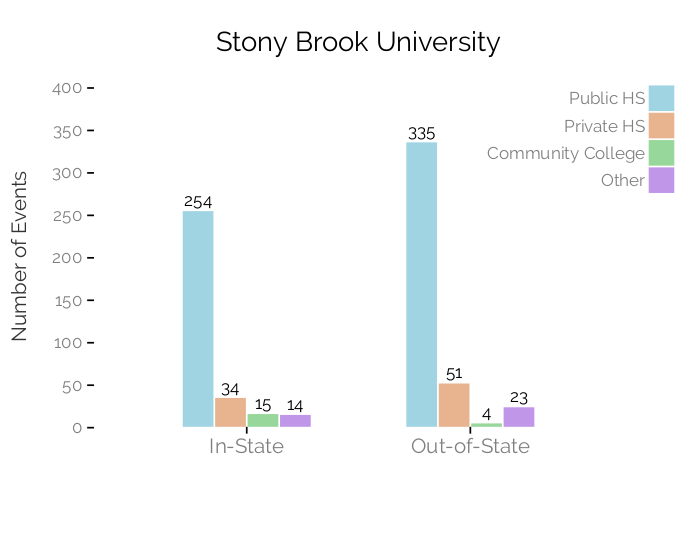 Stony Brook University
Number of Events
400
350
300
250
200
150
100
50
0
Public HS
Private HS
Community College
Other
254
34
15
14
335
51
4
23
In-State
Out-of-State